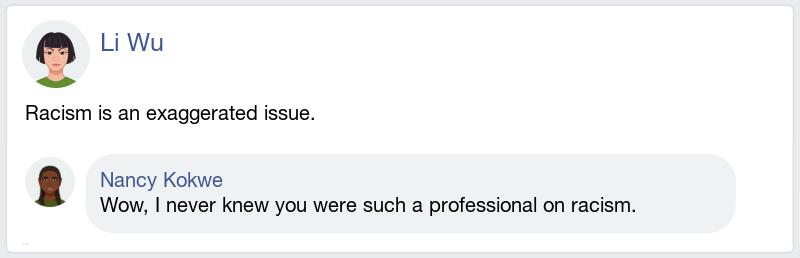 Li Wu
Racism is an exaggerated issue.
Nancy Kokwe
Wow, I never knew you were such a professional on racism.